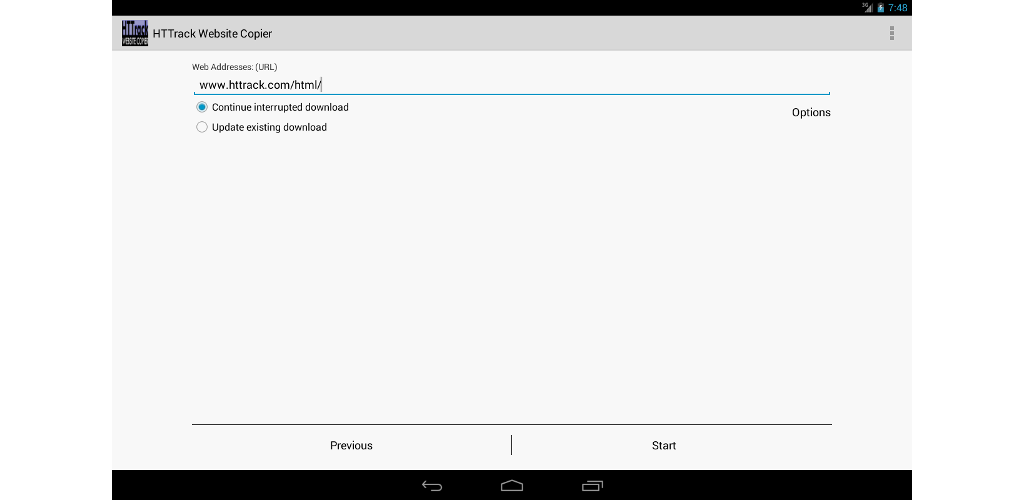 3G 7:48
HTTrack
WEBSITE COPIER
HTTrack Website Copier
Web Addresses: (URL)
www.httrack.com/html/
Continue interrupted download
Options
Update existing download
Previous
Start